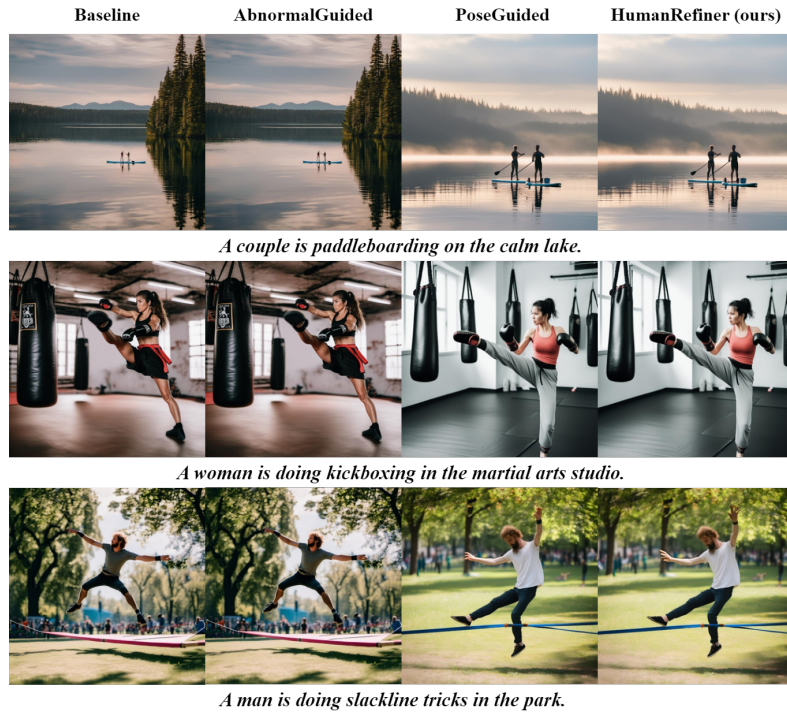 Baseline AbnormalGuided PoseGuided HumanRefiner (ours)
A couple is paddleboarding on the calm lake.
A woman is doing kickboxing in the martial arts studio.
A man is doing slackline tricks in the park.